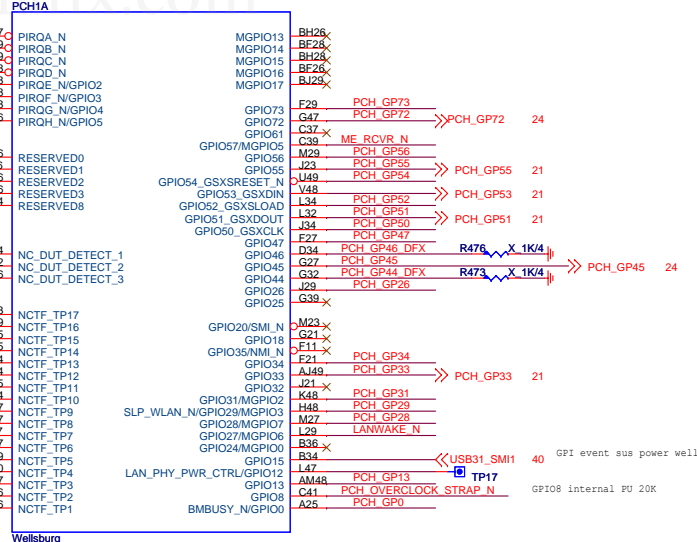 PCH1A
PIRQA_N
PIRQB_N
PIRQC_N
PIRQD_N
PIRQE_N/GPIO2
PIRQF_N/GPIO3
PIRQG_N/GPIO4
PIRQH_N/GPIO5
RESERVED0
RESERVED1
RESERVED2
RESERVED3
RESERVED8
NC_DUT_DETECT_1
NC_DUT_DETECT_2
NC_DUT_DETECT_3
NCTF_TP17
NCTF_TP16
NCTF_TP15
NCTF_TP14
NCTF_TP13
NCTF_TP12
NCTF_TP11
NCTF_TP10
NCTF_TP9
NCTF_TP8
NCTF_TP7
NCTF_TP6
NCTF_TP5
NCTF_TP4
NCTF_TP3
NCTF_TP2
NCTF_TP1
MGPIO13 BH26
MGPIO14 BF28
MGPIO15 BH28
MGPIO16 BF26
MGPIO17 BJ29
GPIO73 F29 PCH_GP73
GPIO72 G47 PCH_GP72 PCH_GP72 24
GPIO61 C37
GPIO57/MGPIO5 C39 ME_RCVR_N
GPIO56 M29 PCH_GP56
GPIO55 J23 PCH_GP55 PCH_GP55 21
GPIO54_GSXSRESET_N U49 PCH_GP54
GPIO53_GSXDIN V48 PCH_GP53 21
GPIO52_GSXSLOAD L34 PCH_GP52
GPIO51_GSXDOUT L32 PCH_GP51 PCH_GP51 21
GPIO50_GSXCLK J34 PCH_GP50
GPIO47 F27 PCH_GP47
GPIO46 D34 PCH_GP46_DFX R476 X_1K/4
GPIO45 G27 PCH_GP45 PCH_GP45 24
GPIO44 G32 PCH_GP44_DFX R473 X_1K/4
GPIO26 J29 PCH_GP26
GPIO25 G39
GPIO20/SMI_N M23
GPIO18 G21
GPIO35/NMI_N F11
GPIO34 F21 PCH_GP34
GPIO33 AJ49 PCH_GP33 PCH_GP33 21
GPIO32 J21
GPIO31/MGPIO2 K48 PCH_GP31
SLP_WLAN_N/GPIO29/MGPIO3 H48 PCH_GP29
GPIO28/MGPIO7 M27 PCH_GP28
GPIO27/MGPIO6 L29 LANWAKE_N
GPIO24/MGPIO0 B36
GPIO15 B34 USB31_SMI1 40 GPI event sus power well
LAN_PHY_PWR_CTRL/GPIO12 L47 TP17
GPIO13 AM48 PCH_GP13
GPIO8 C41 PCH_OVERCLOCK_STRAP_N GPIO8 internal PU 20K
BMBUSY_N/GPIO0 A25 PCH_GP0
Wellsburg